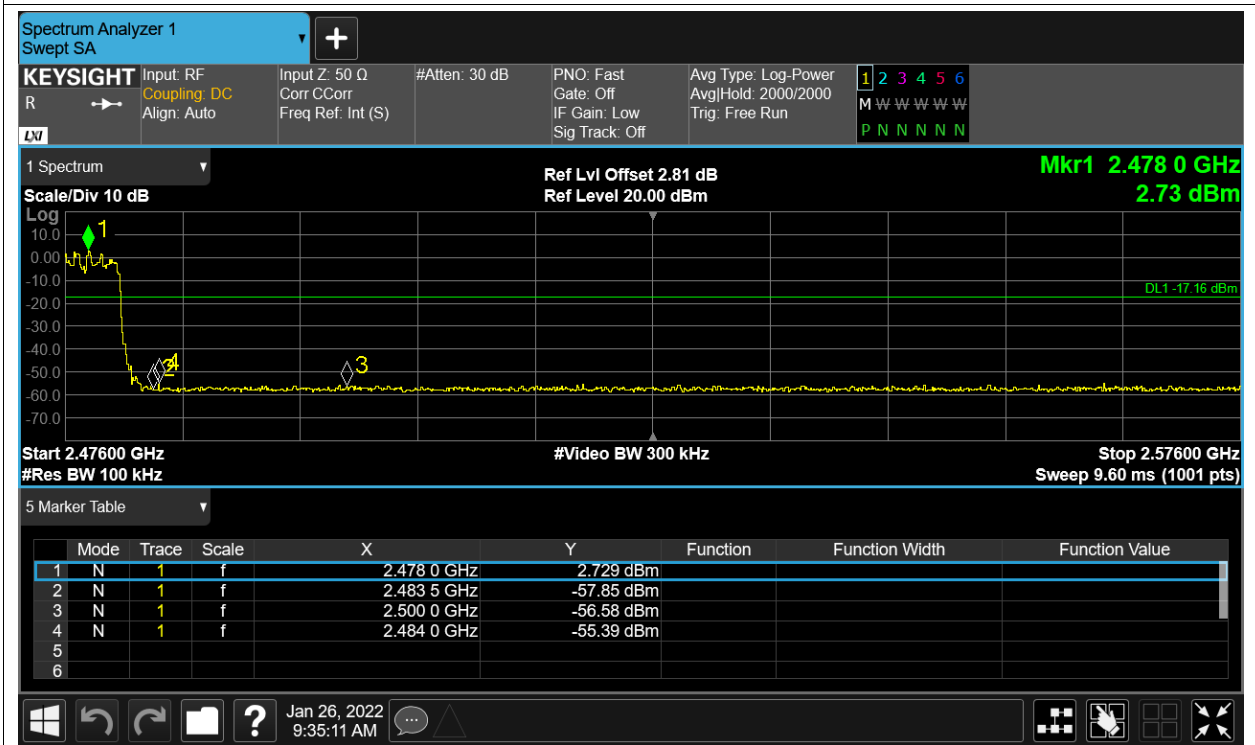 Spectrum Analyzer 1
Swept SA
+
KEYSIGHT Input: RF Input Z: 50 Ω #Atten: 30 dB PNO: Fast Avg Type: Log-Power 1 2 3 4 5 6
R Coupling: DC Corr CCorr Gate: Off Avg|Hold: 2000/2000 M W W W W W
Align: Auto Freq Ref: Int (S) IF Gain: Low Trig: Free Run
LXI Sig Track: Off P N N N N N
1 Spectrum Ref Lvl Offset 2.81 dB Mkr1 2.478 0 GHz
Scale/Div 10 dB Ref Level 20.00 dBm 2.73 dBm
Log
1
10.0
0.00
-10.0
DL1 -17.16 dBm
-20.0
-30.0
-40.0
2 4 3
-50.0
-60.0
-70.0
Start 2.47600 GHz #Video BW 300 kHz Stop 2.57600 GHz
#Res BW 100 kHz Sweep 9.60 ms (1001 pts)
5 Marker Table
Mode Trace Scale X Y Function Function Width Function Value
1 N 1 f 2.478 0 GHz 2.729 dBm
2 N 1 f 2.483 5 GHz -57.85 dBm
3 N 1 f 2.500 0 GHz -56.58 dBm
4 N 1 f 2.484 0 GHz -55.39 dBm
5
6
? Jan 26, 2022
9:35:11 AM